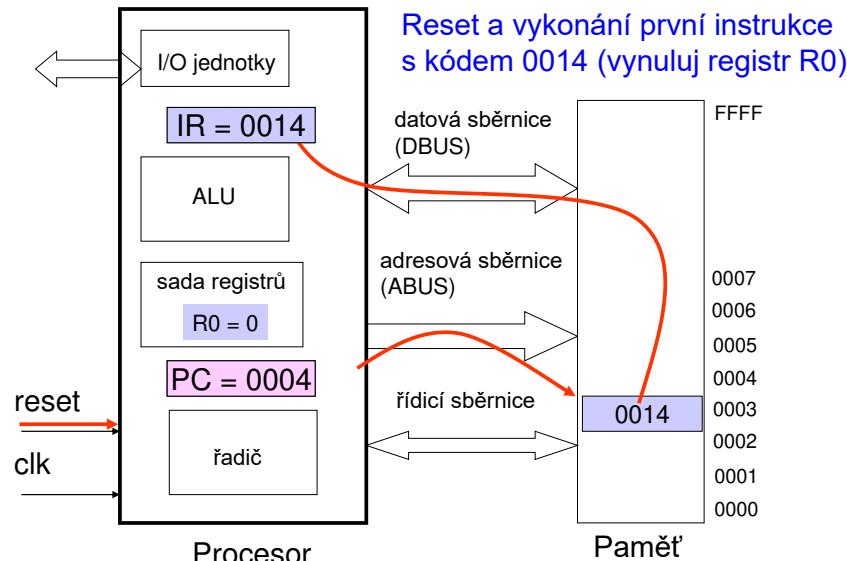 Reset a vykonání první instrukce
s kódem 0014 (vynuluj registr R0)
I/O jednotky
IR = 0014
ALU
sada registrů
R0 = 0
PC = 0004
řadič
reset
clk
Procesor
datová sběrnice
(DBUS)
adresová sběrnice
(ABUS)
řídicí sběrnice
0014
FFFF
0007
0006
0005
0004
0003
0002
0001
0000
Paměť